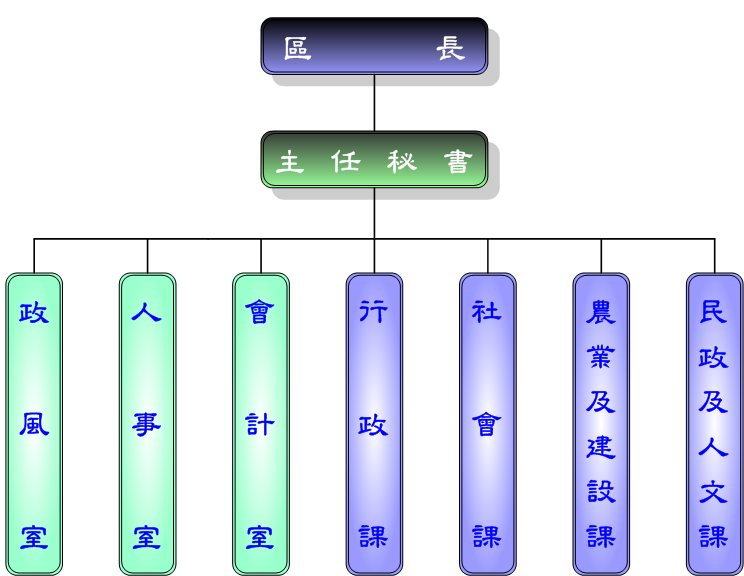 區長
主任秘書
政風室
人事室
會計室
行政課
社會課
農業及建設課
民政及人文課